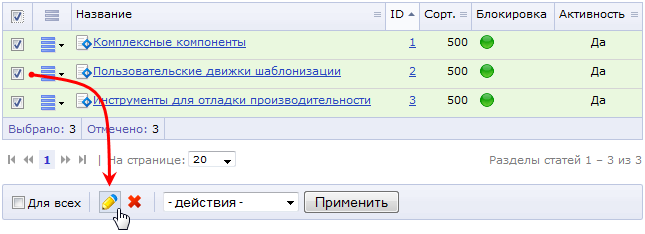 Название ID Сорт. Блокировка Активность
Комплексные компоненты 1 500 Да
Пользовательские движки шаблонизации 2 500 Да
Инструменты для отладки производительности 3 500 Да
Выбрано: 3 Отмечено: 3
1 | На странице: 20 Разделы статей 1 – 3 из 3
Для всех - действия - Применить